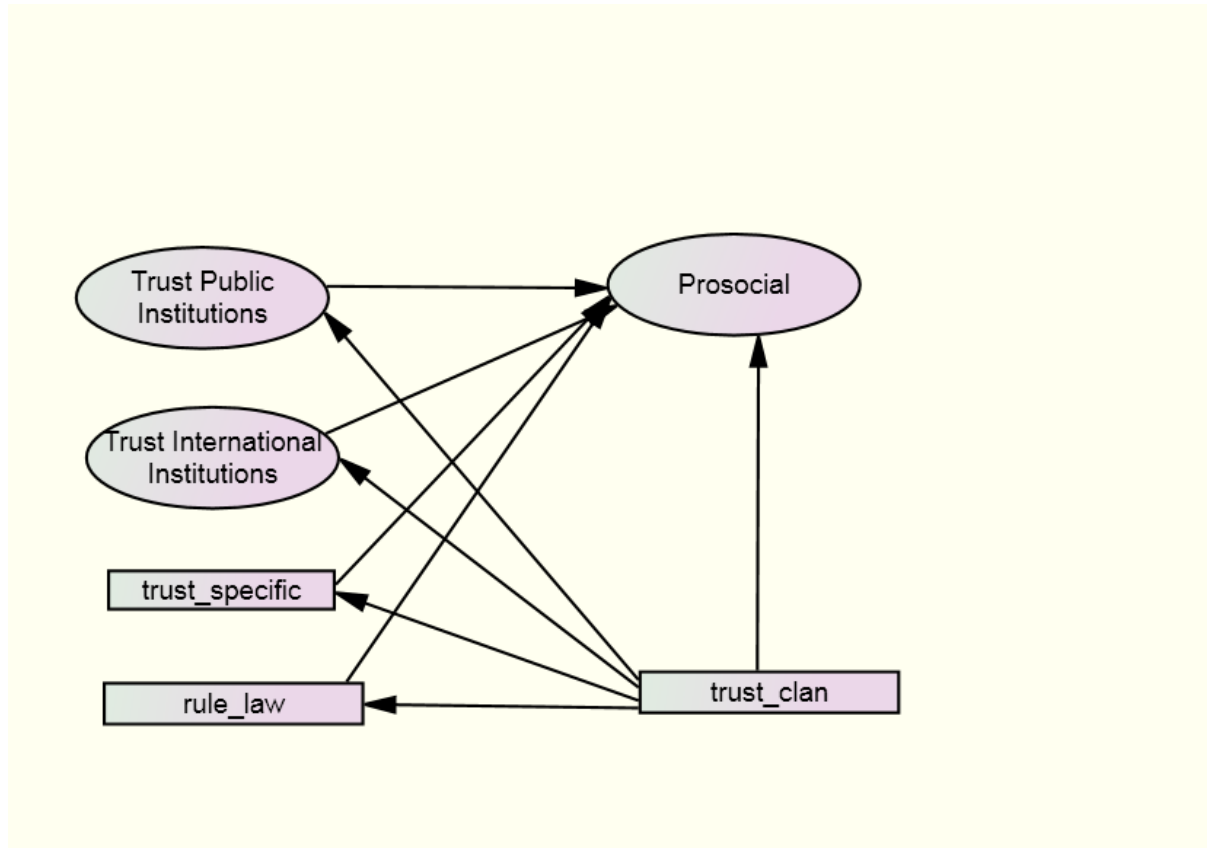 Trust Public
Institutions
Prosocial
Trust International
Institutions
trust_specific
rule_law
trust_clan